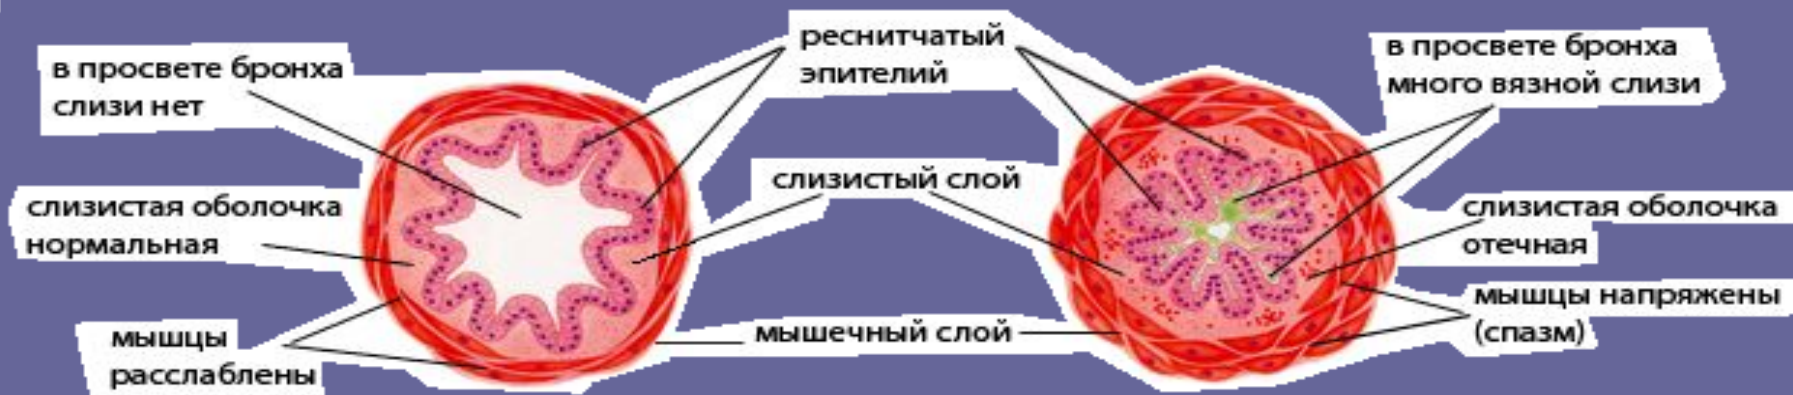 в просвете бронха
слизи нет
слизистая оболочка
нормальная
мышцы
расслаблены
реснитчатый
эпителий
слизистый слой
мышечный слой
в просвете бронха
много вязной слизи
слизистая оболочка
отечная
мышцы напряжены
(спазм)